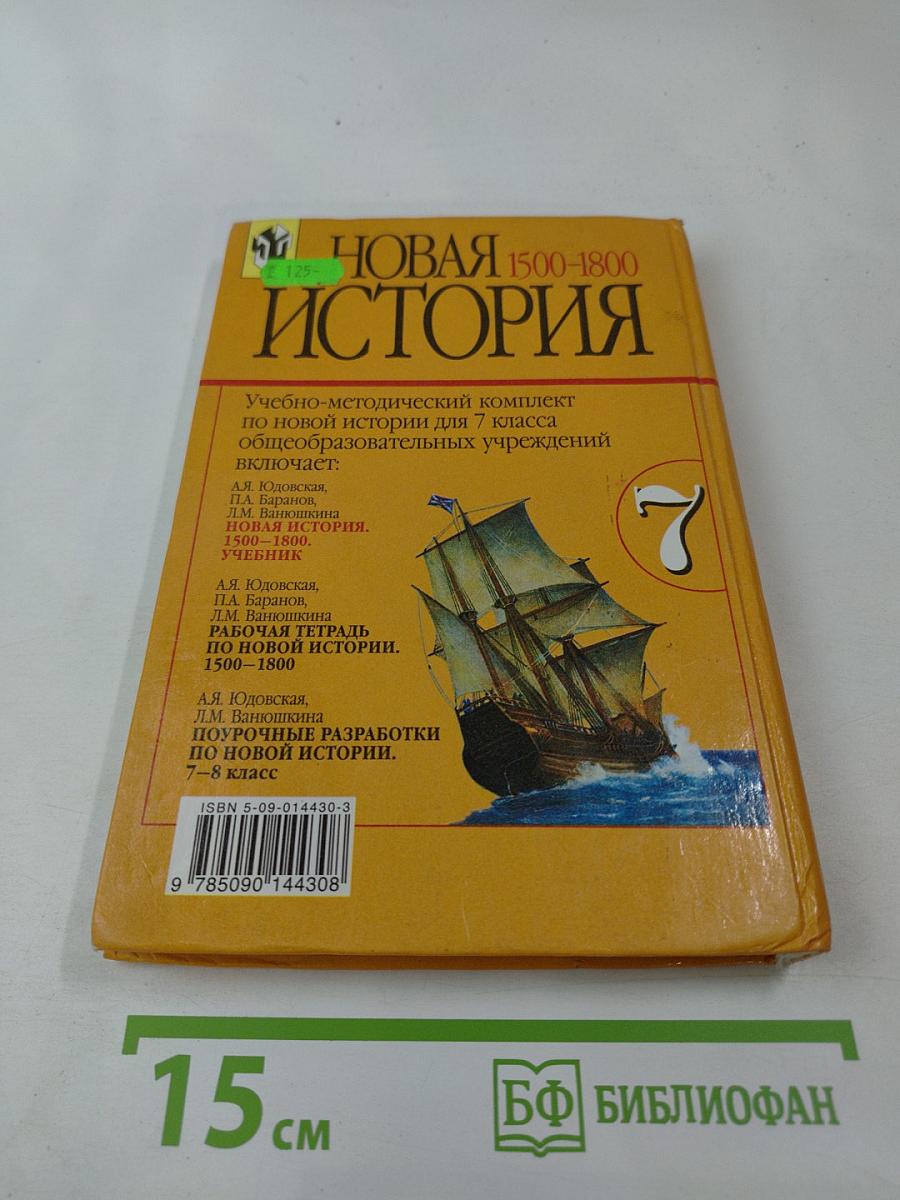 НОВАЯ 1500–1800
125-
ИСТОРИЯ
Учебно-методический комплект
по новой истории для 7 класса
общеобразовательных учреждений
включает:
А.Я. Юдовская,
П.А. Баранов,
Л.М. Ванюшкина
НОВАЯ ИСТОРИЯ.
1500–1800.
УЧЕБНИК
7
А.Я. Юдовская,
П.А. Баранов,
Л.М. Ванюшкина
РАБОЧАЯ ТЕТРАДЬ
ПО НОВОЙ ИСТОРИИ.
1500–1800
А.Я. Юдовская,
Л.М. Ванюшкина
ПОУРОЧНЫЕ РАЗРАБОТКИ
ПО НОВОЙ ИСТОРИИ.
7–8 класс
ISBN 5-09-014430-3
9 785090 144308
15 см
БФ БИБЛИОФАН